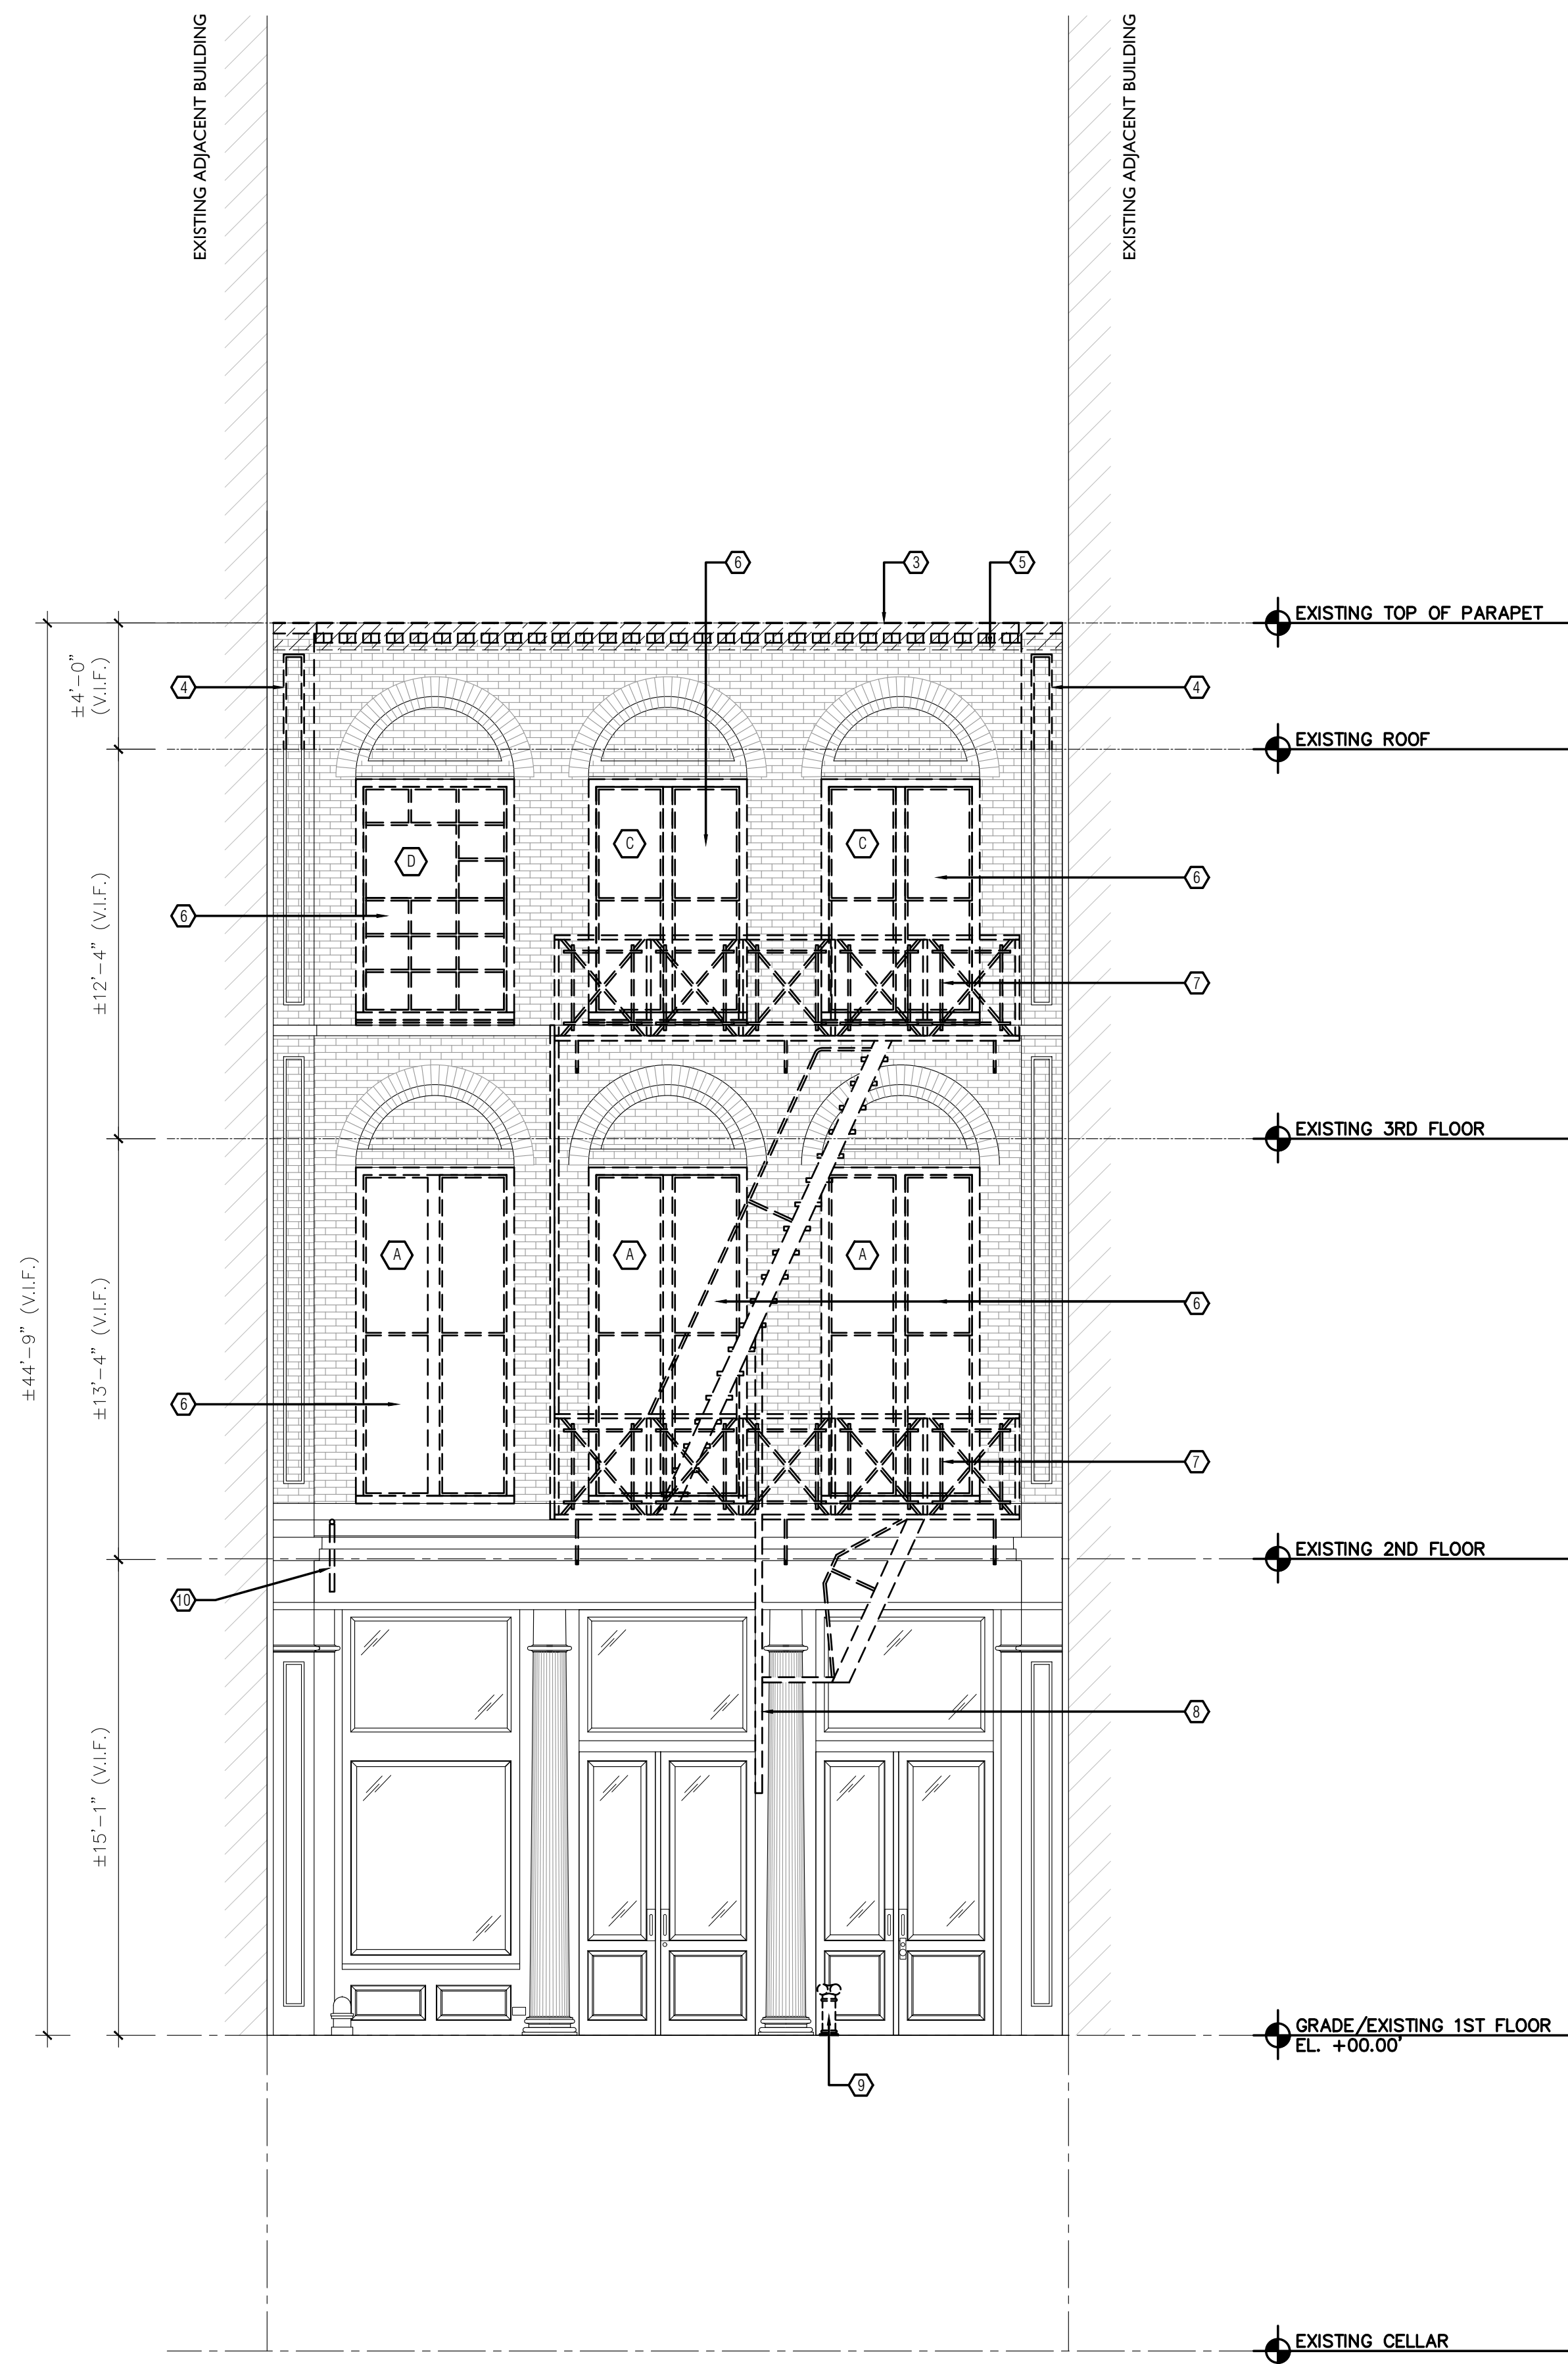 EXISTING ADJACENT BUILDING
EXISTING ADJACENT BUILDING
6
3
5
EXISTING TOP OF PARAPET
±4'-0"
(V.I.F.)
4
4
EXISTING ROOF
D
C
C
6
6
±12'-4" (V.I.F.)
7
EXISTING 3RD FLOOR
A
A
A
6
±44'-9" (V.I.F.)
±13'-4" (V.I.F.)
6
7
EXISTING 2ND FLOOR
10
8
±15'-1" (V.I.F.)
GRADE/EXISTING 1ST FLOOR
EL. +00.00'
9
EXISTING CELLAR